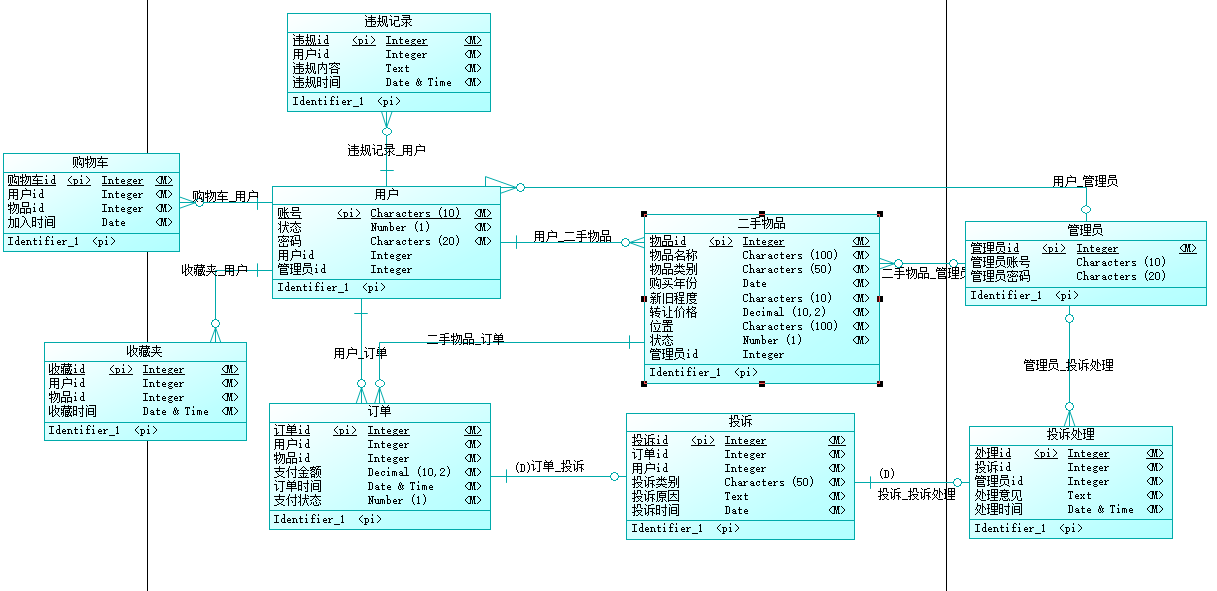 违规记录
违规id <pi> Integer <M>
用户id Integer <M>
违规内容 Text <M>
违规时间 Date & Time <M>
Identifier_1 <pi>
违规记录_用户
购物车
购物车id <pi> Integer <M>
用户id Integer <M>
物品id Integer <M>
加入时间 Date <M>
Identifier_1 <pi>
购物车_用户
用户
账号 <pi> Characters (10) <M>
状态 Number (1) <M>
密码 Characters (20) <M>
用户id Integer
管理员id Integer
Identifier_1 <pi>
用户_管理员
用户_二手物品
二手物品
物品id <pi> Integer <M>
物品名称 Characters (100) <M>
物品类别 Characters (50) <M>
购买年份 Date <M>
新旧程度 Characters (10) <M>
转让价格 Decimal (10,2) <M>
位置 Characters (100) <M>
状态 Number (1) <M>
管理员id Integer
Identifier_1 <pi>
二手物品_管理员
管理员
管理员id <pi> Integer <M>
管理员账号 Characters (10)
管理员密码 Characters (20)
Identifier_1 <pi>
收藏夹_用户
收藏夹
收藏id <pi> Integer <M>
用户id Integer <M>
物品id Integer <M>
收藏时间 Date & Time <M>
Identifier_1 <pi>
用户_订单
二手物品_订单
管理员_投诉处理
订单
订单id <pi> Integer <M>
用户id Integer <M>
物品id Integer <M>
支付金额 Decimal (10,2) <M>
订单时间 Date & Time <M>
支付状态 Number (1) <M>
Identifier_1 <pi>
(D)订单_投诉
投诉
投诉id <pi> Integer <M>
订单id Integer <M>
用户id Integer <M>
投诉类别 Characters (50) <M>
投诉原因 Text <M>
投诉时间 Date <M>
Identifier_1 <pi>
(D)
投诉_投诉处理
投诉处理
处理id <pi> Integer <M>
投诉id Integer <M>
管理员id Integer <M>
处理意见 Text <M>
处理时间 Date & Time <M>
Identifier_1 <pi>